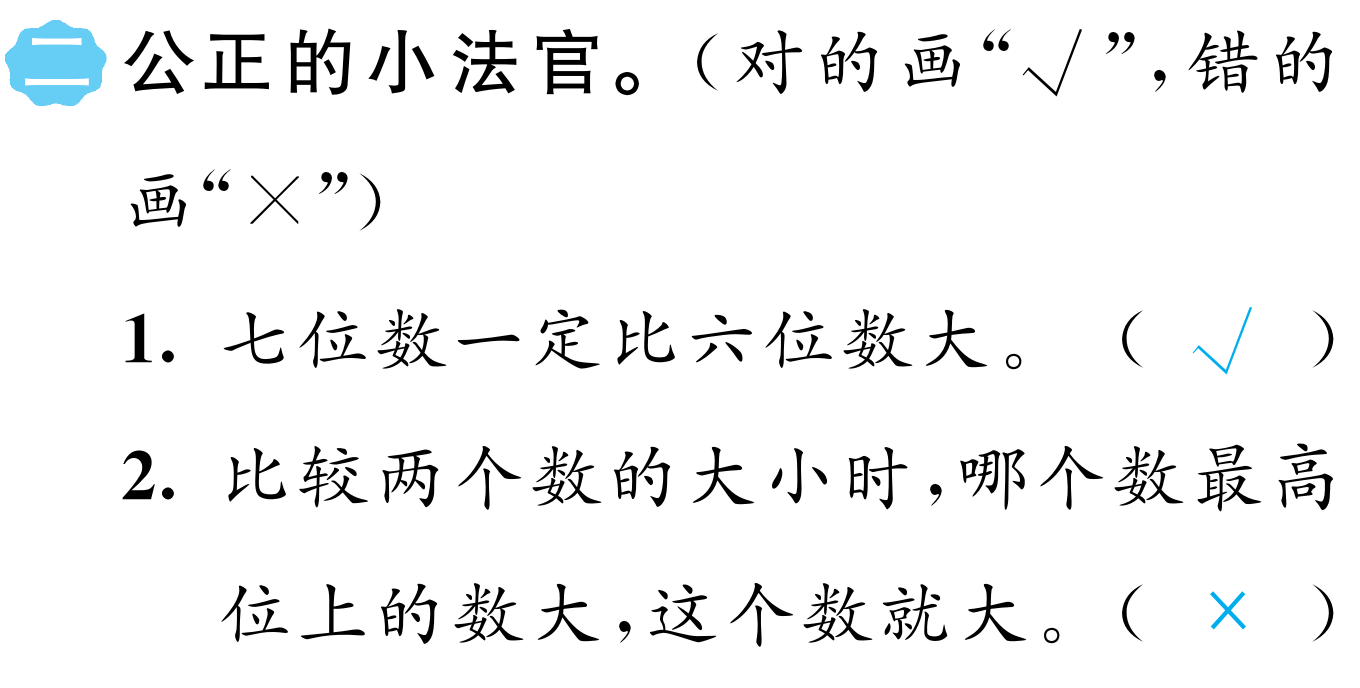 二 公正的小法官。(对的画“√”,错的
画“×”)
1. 七位数一定比六位数大。 ( √ )
2. 比较两个数的大小时,哪个数最高
位上的数大,这个数就大。( × )